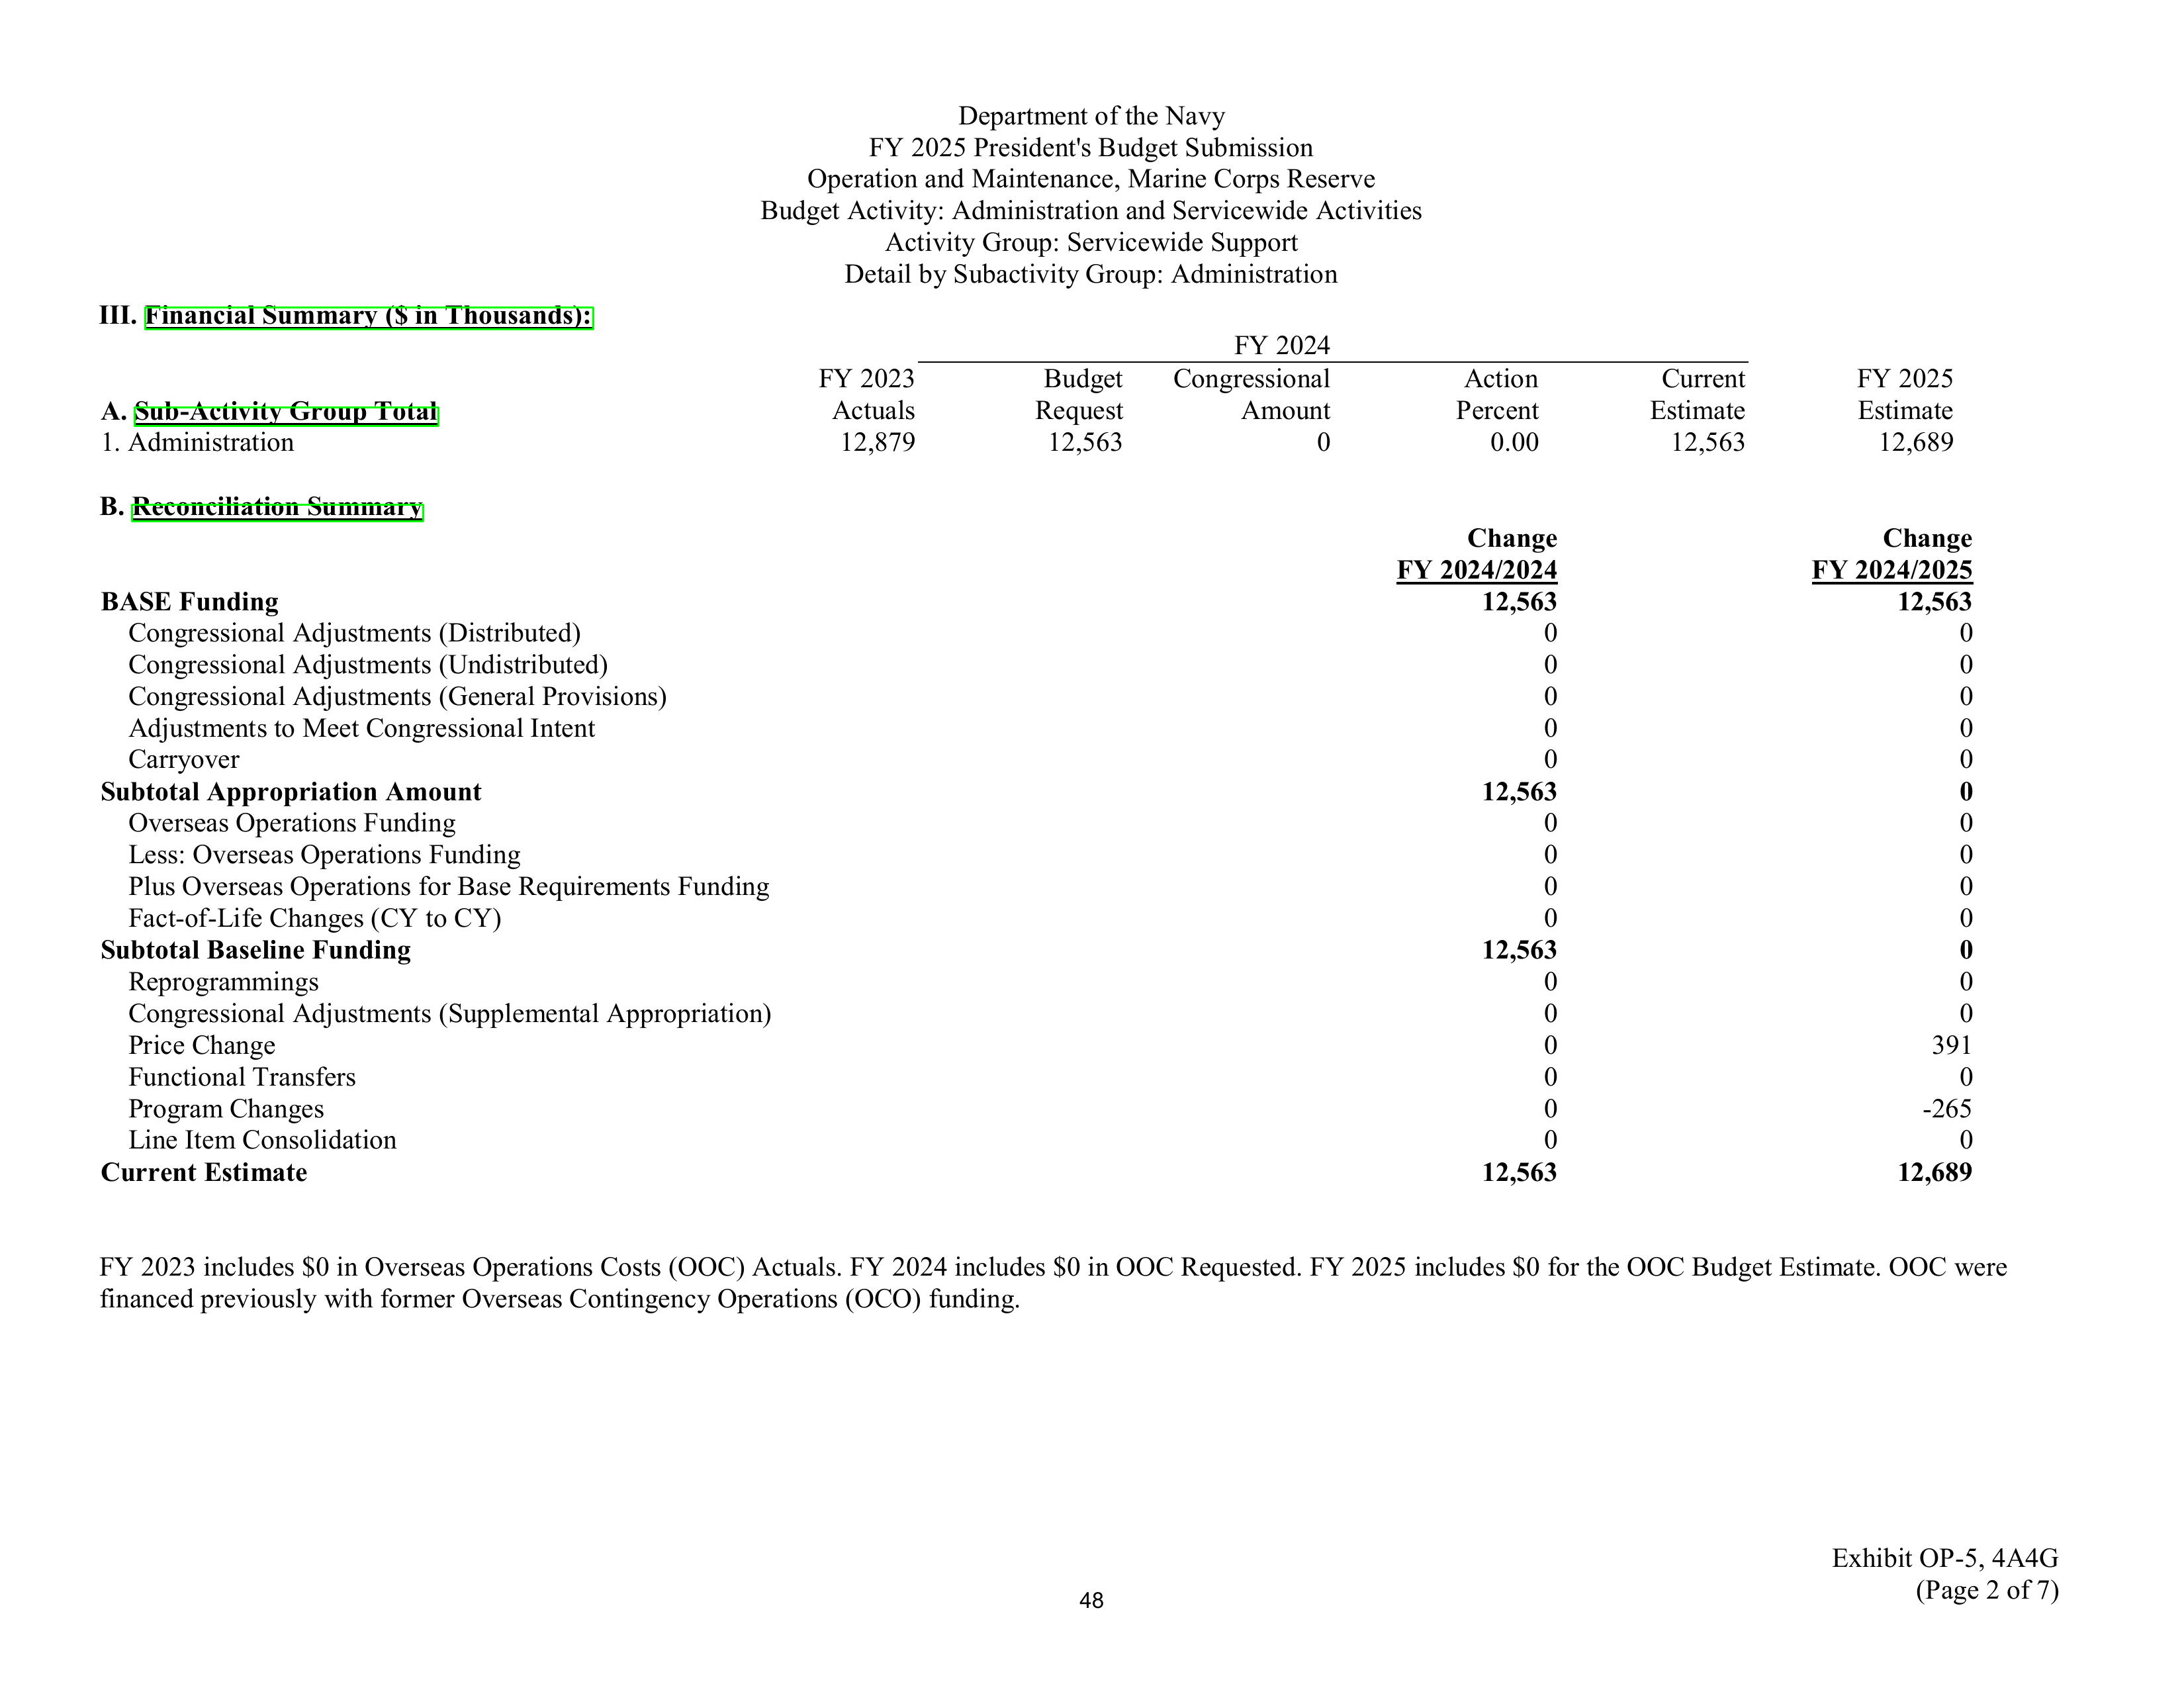 Department of the Navy
FY 2025 President's Budget Submission
Operation and Maintenance, Marine Corps Reserve
Budget Activity: Administration and Servicewide Activities
Activity Group: Servicewide Support
Detail by Subactivity Group: Administration
III. Financial Summary ($ in Thousands):
FY 2024
FY 2023 Budget Congressional Action Current FY 2025
A. Sub-Activity Group Total Actuals Request Amount Percent Estimate Estimate
1. Administration 12,879 12,563 0 0.00 12,563 12,689
B. Reconciliation Summary
Change Change
FY 2024/2024 FY 2024/2025
BASE Funding 12,563 12,563
Congressional Adjustments (Distributed) 0 0
Congressional Adjustments (Undistributed) 0 0
Congressional Adjustments (General Provisions) 0 0
Adjustments to Meet Congressional Intent 0 0
Carryover 0 0
Subtotal Appropriation Amount 12,563 0
Overseas Operations Funding 0 0
Less: Overseas Operations Funding 0 0
Plus Overseas Operations for Base Requirements Funding 0 0
Fact-of-Life Changes (CY to CY) 0 0
Subtotal Baseline Funding 12,563 0
Reprogrammings 0 0
Congressional Adjustments (Supplemental Appropriation) 0 0
Price Change 0 391
Functional Transfers 0 0
Program Changes 0 -265
Line Item Consolidation 0 0
Current Estimate 12,563 12,689
FY 2023 includes $0 in Overseas Operations Costs (OOC) Actuals. FY 2024 includes $0 in OOC Requested. FY 2025 includes $0 for the OOC Budget Estimate. OOC were
financed previously with former Overseas Contingency Operations (OCO) funding.
Exhibit OP-5, 4A4G
(Page 2 of 7)
48